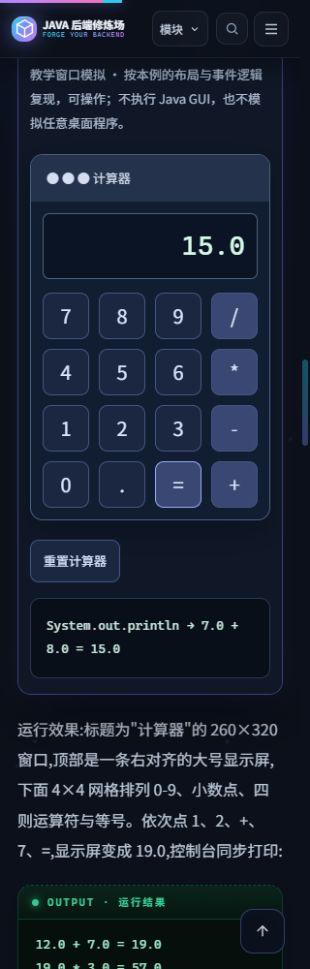 JAVA 后端修炼场
FORGE YOUR BACKEND
模块
教学窗口模拟 · 按本例的布局与事件逻辑
复现，可操作；不执行 Java GUI，也不模
拟任意桌面程序。
计算器
15.0
7 8 9 /
4 5 6 *
1 2 3 -
0 . = +
重置计算器
System.out.println → 7.0 +
8.0 = 15.0
运行效果:标题为"计算器"的 260×320
窗口,顶部是一条右对齐的大号显示屏,
下面 4×4 网格排列 0-9、小数点、四
则运算符与等号。依次点 1、2、+、
7、=,显示屏变成 19.0,控制台同步打印:
OUTPUT · 运行结果
12.0 + 7.0 = 19.0
19.0 * 3.0 = 57.0